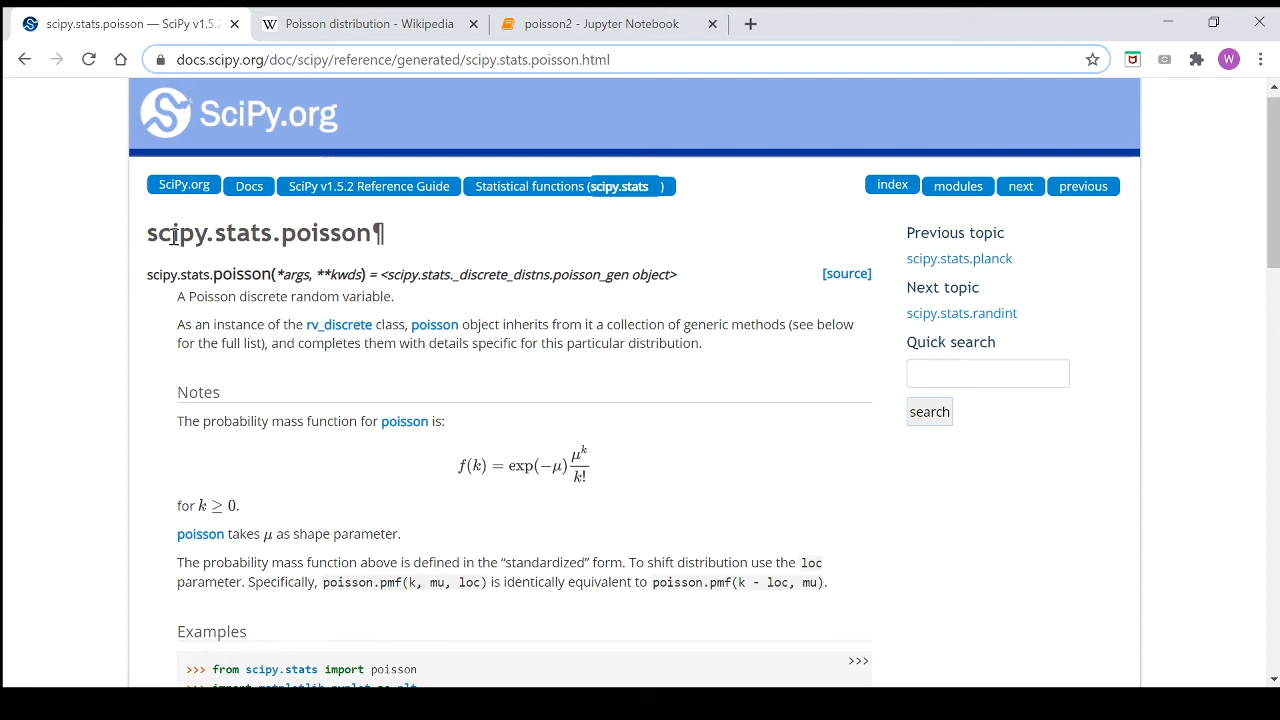 scipy.stats.poisson — SciPy v1.5.2
Poisson distribution - Wikipedia
poisson2 - Jupyter Notebook
docs.scipy.org/doc/scipy/reference/generated/scipy.stats.poisson.html
W
SciPy.org
SciPy.org
Docs
SciPy v1.5.2 Reference Guide
Statistical functions (scipy.stats )
index
modules
next
previous
scipy.stats.poisson¶
scipy.stats.poisson(*args, **kwds) = <scipy.stats._discrete_distns.poisson_gen object>
[source]
A Poisson discrete random variable.
As an instance of the rv_discrete class, poisson object inherits from it a collection of generic methods (see below
for the full list), and completes them with details specific for this particular distribution.
Notes
The probability mass function for poisson is:
f(k) = exp(−μ) μ^k / k!
for k ≥ 0.
poisson takes μ as shape parameter.
The probability mass function above is defined in the “standardized” form. To shift distribution use the loc
parameter. Specifically, poisson.pmf(k, mu, loc) is identically equivalent to poisson.pmf(k - loc, mu).
Examples
>>> from scipy.stats import poisson
>>>
>>> import matplotlib.pyplot as plt
Previous topic
scipy.stats.planck
Next topic
scipy.stats.randint
Quick search
search